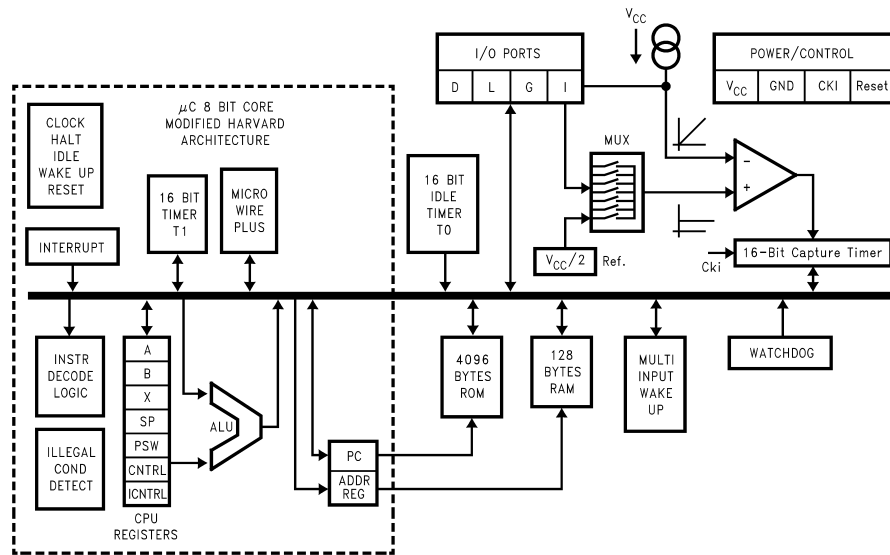 V_CC
I/O PORTS
D L G I
POWER/CONTROL
V_CC GND CKI Reset
μC 8 BIT CORE
MODIFIED HARVARD
ARCHITECTURE
CLOCK
HALT
IDLE
WAKE UP
RESET
16 BIT
TIMER
T1
MICRO
WIRE
PLUS
16 BIT
IDLE
TIMER
T0
MUX
−
+
INTERRUPT
V_CC/2 Ref.
Cki
16-Bit Capture Timer
INSTR
DECODE
LOGIC
A
B
X
SP
PSW
CNTRL
ICNTRL
CPU
REGISTERS
ALU
4096
BYTES
ROM
128
BYTES
RAM
MULTI
INPUT
WAKE
UP
WATCHDOG
ILLEGAL
COND
DETECT
PC
ADDR
REG